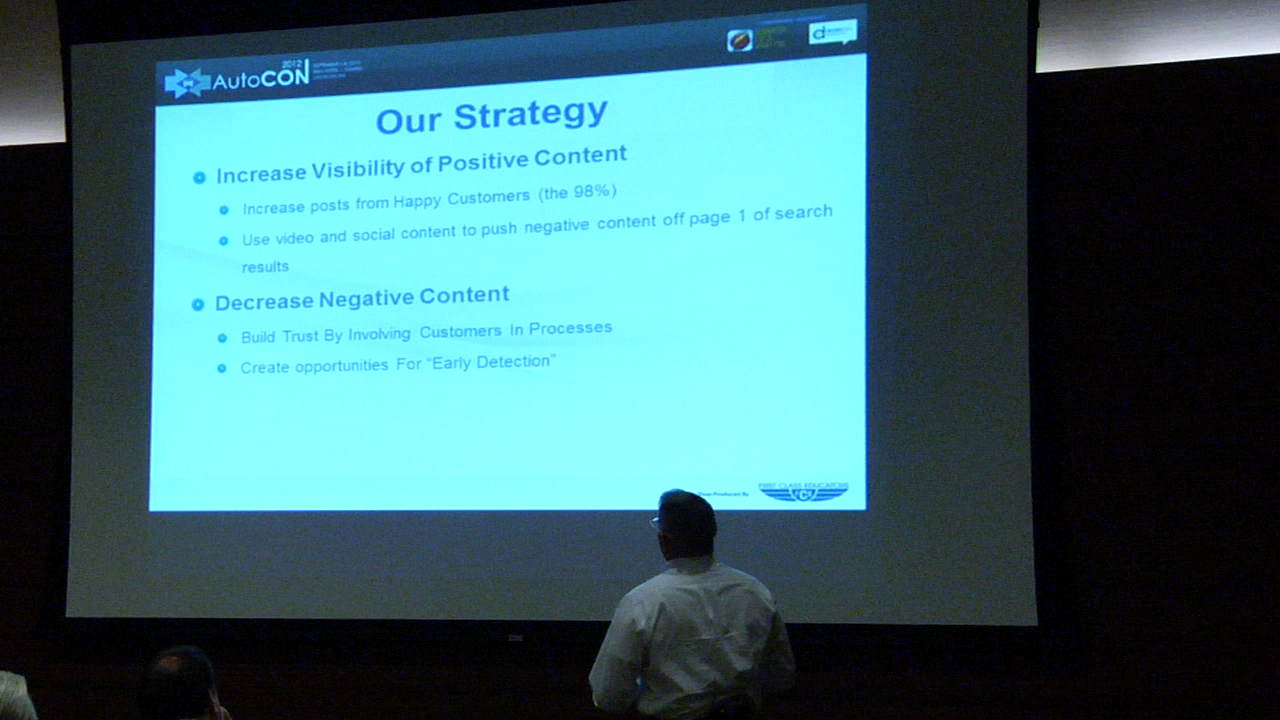 2012
AutoCON
Our Strategy
Increase Visibility of Positive Content
Increase posts from Happy Customers (the 98%)
Use video and social content to push negative content off page 1 of search
results
Decrease Negative Content
Build Trust By Involving Customers In Processes
Create opportunities For “Early Detection”
Produced By
FIRST CLASS EDUCATORS